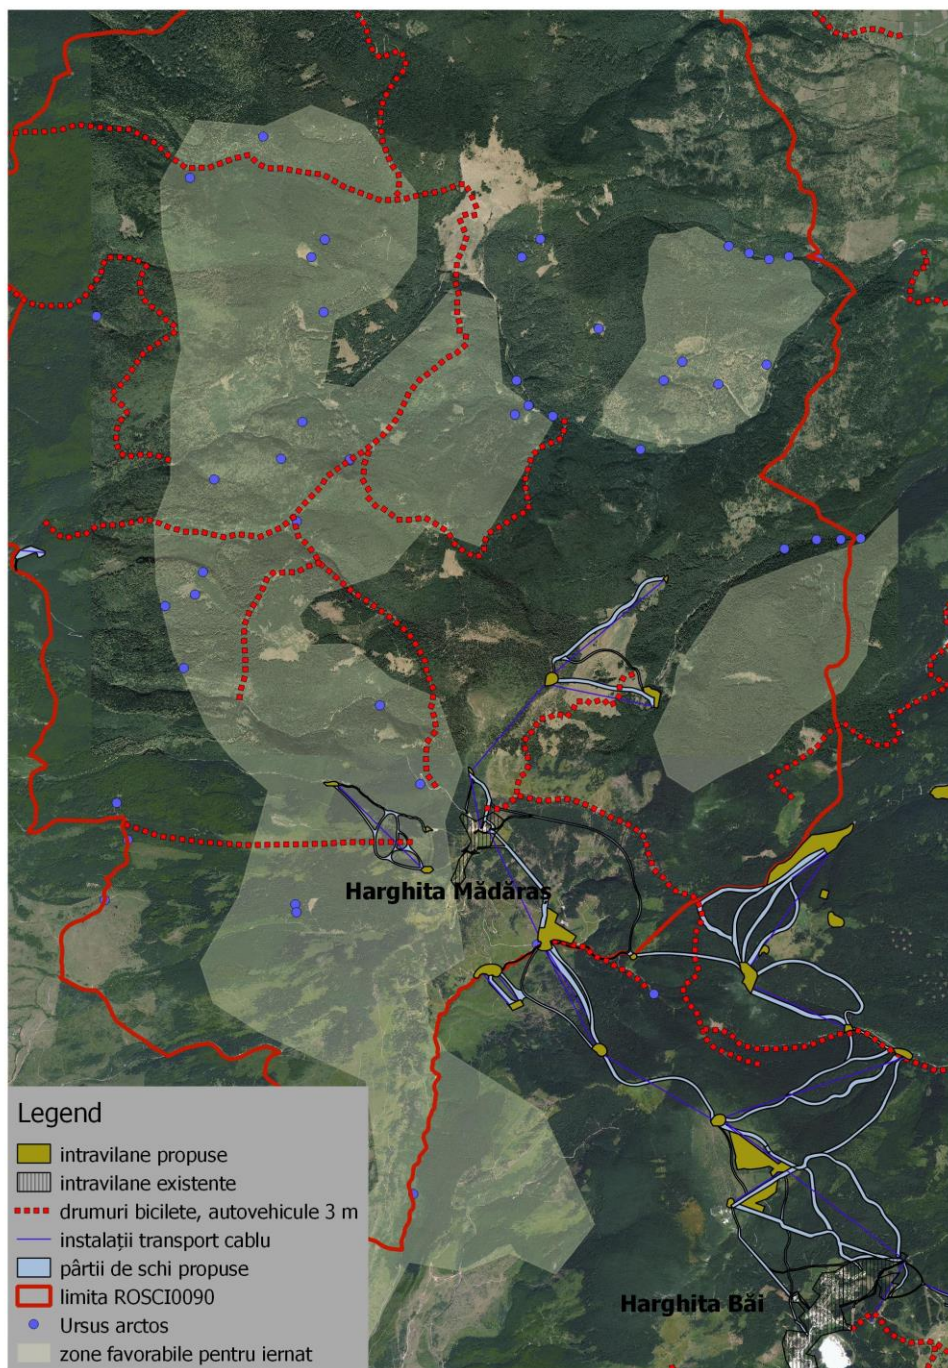 Harghita Mădăraș
Harghita Băi
Legend
intravilane propuse
intravilane existente
drumuri bicilete, autovehicule 3 m
instalații transport cablu
pârtii de schi propuse
limita ROSCI0090
Ursus arctos
zone favorabile pentru iernat